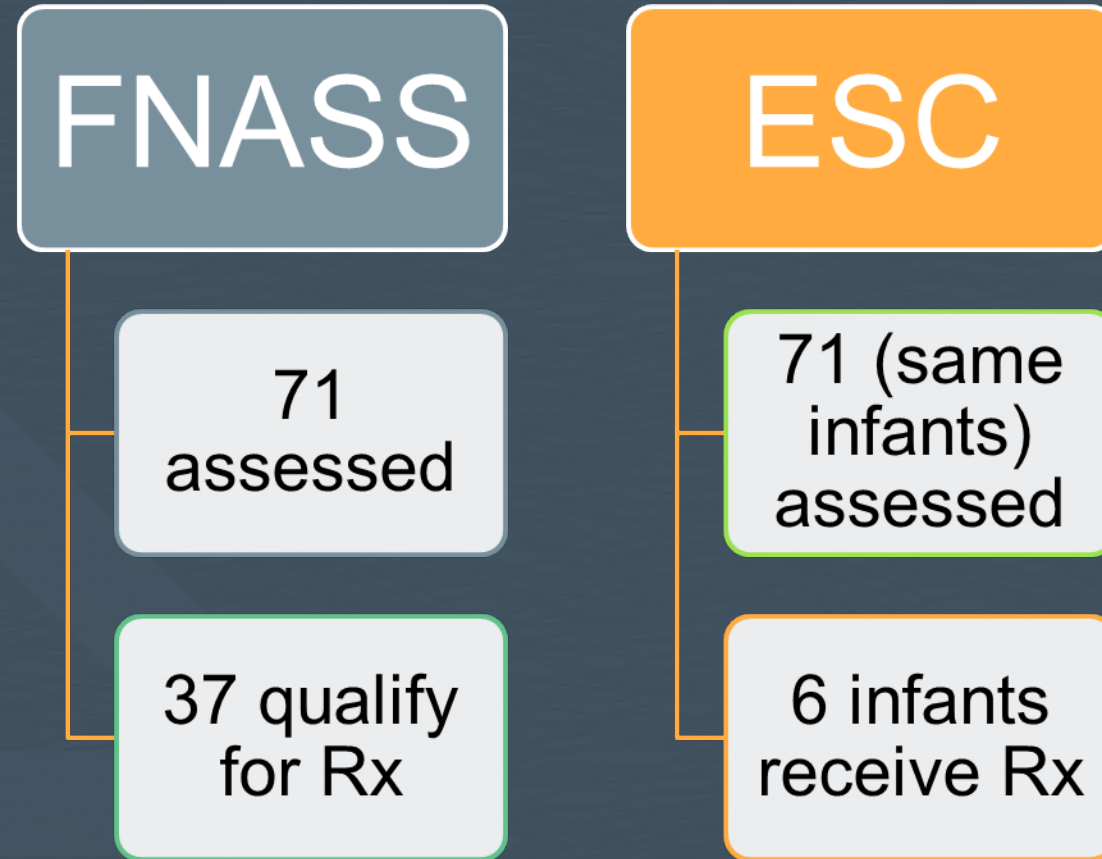 FNASS
71
assessed
37 qualify
for Rx
ESC
71 (same
infants)
assessed
6 infants
receive Rx